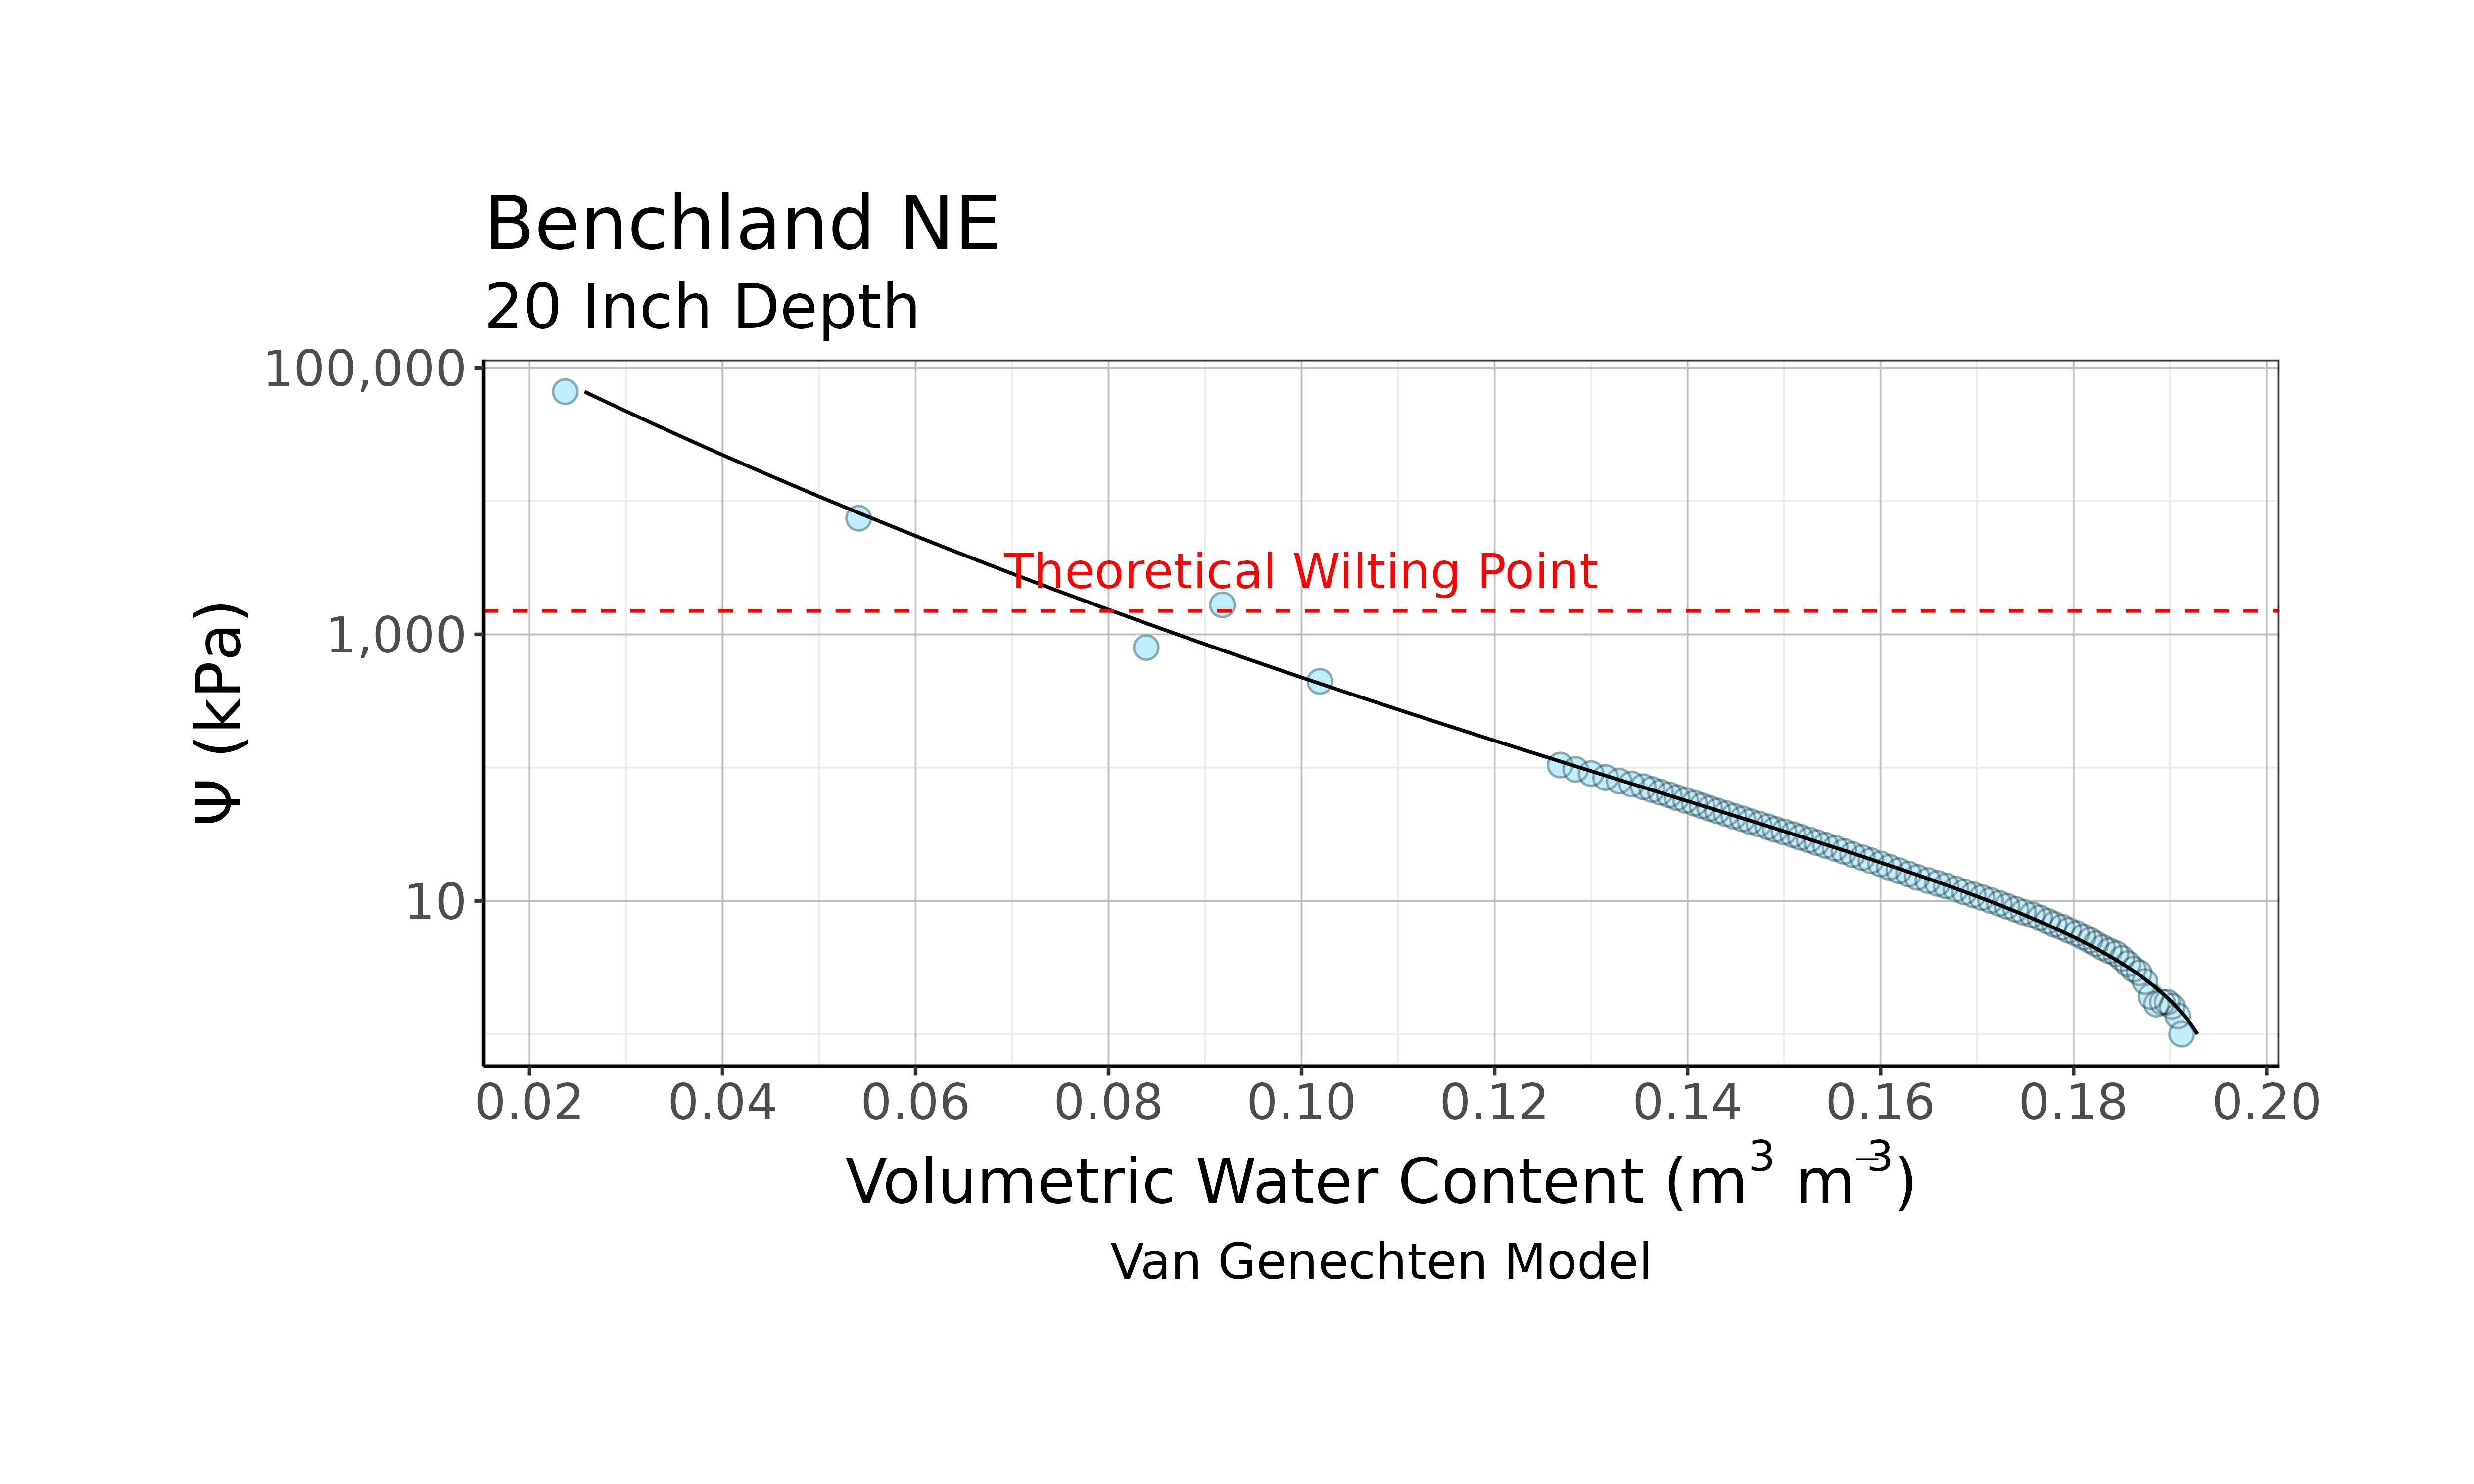 Benchland NE
20 Inch Depth
100,000
1,000
10
Ψ (kPa)
Theoretical Wilting Point
0.02 0.04 0.06 0.08 0.10 0.12 0.14 0.16 0.18 0.20
Volumetric Water Content (m³ m⁻³)
Van Genechten Model